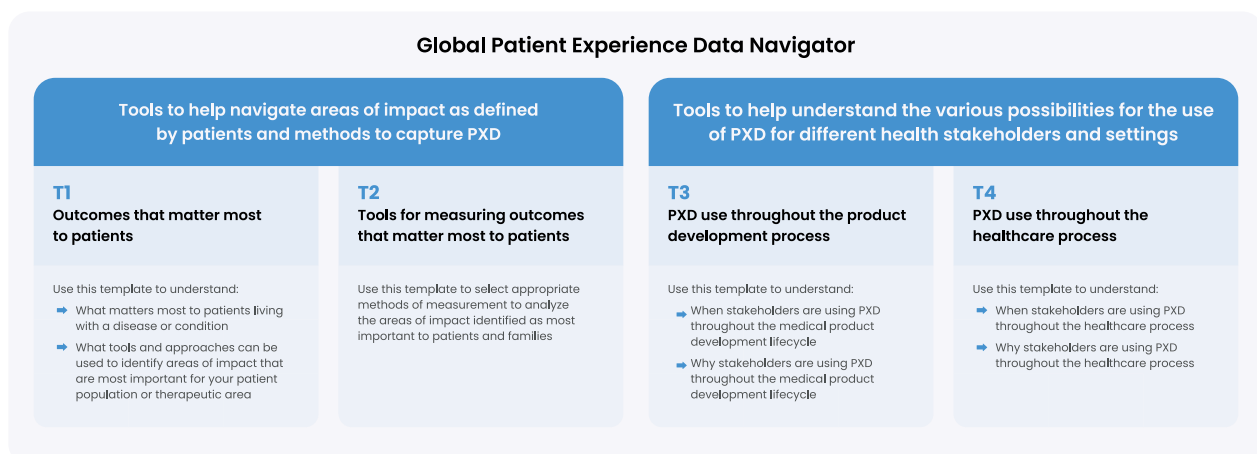 Global Patient Experience Data Navigator
Tools to help navigate areas of impact as defined
by patients and methods to capture PXD
T1
Outcomes that matter most
to patients
Use this template to understand:
What matters most to patients living
with a disease or condition
What tools and approaches can be
used to identify areas of impact that
are most important for your patient
population or therapeutic area
T2
Tools for measuring outcomes
that matter most to patients
Use this template to select appropriate
methods of measurement to analyze
the areas of impact identified as most
important to patients and families
Tools to help understand the various possibilities for the use
of PXD for different health stakeholders and settings
T3
PXD use throughout the product
development process
Use this template to understand:
When stakeholders are using PXD
throughout the medical product
development lifecycle
Why stakeholders are using PXD
throughout the medical product
development lifecycle
T4
PXD use throughout the
healthcare process
Use this template to understand:
When stakeholders are using PXD
throughout the healthcare process
Why stakeholders are using PXD
throughout the healthcare process